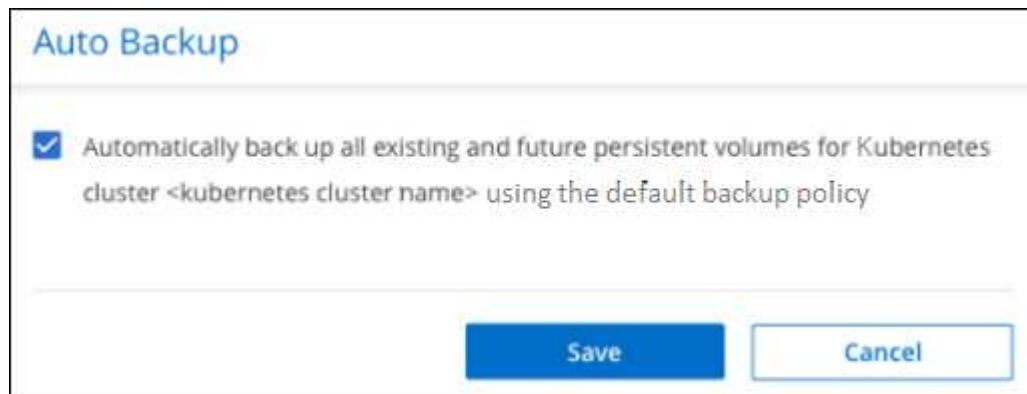 Auto Backup
Automatically back up all existing and future persistent volumes for Kubernetes
cluster <kubernetes cluster name> using the default backup policy
Save
Cancel